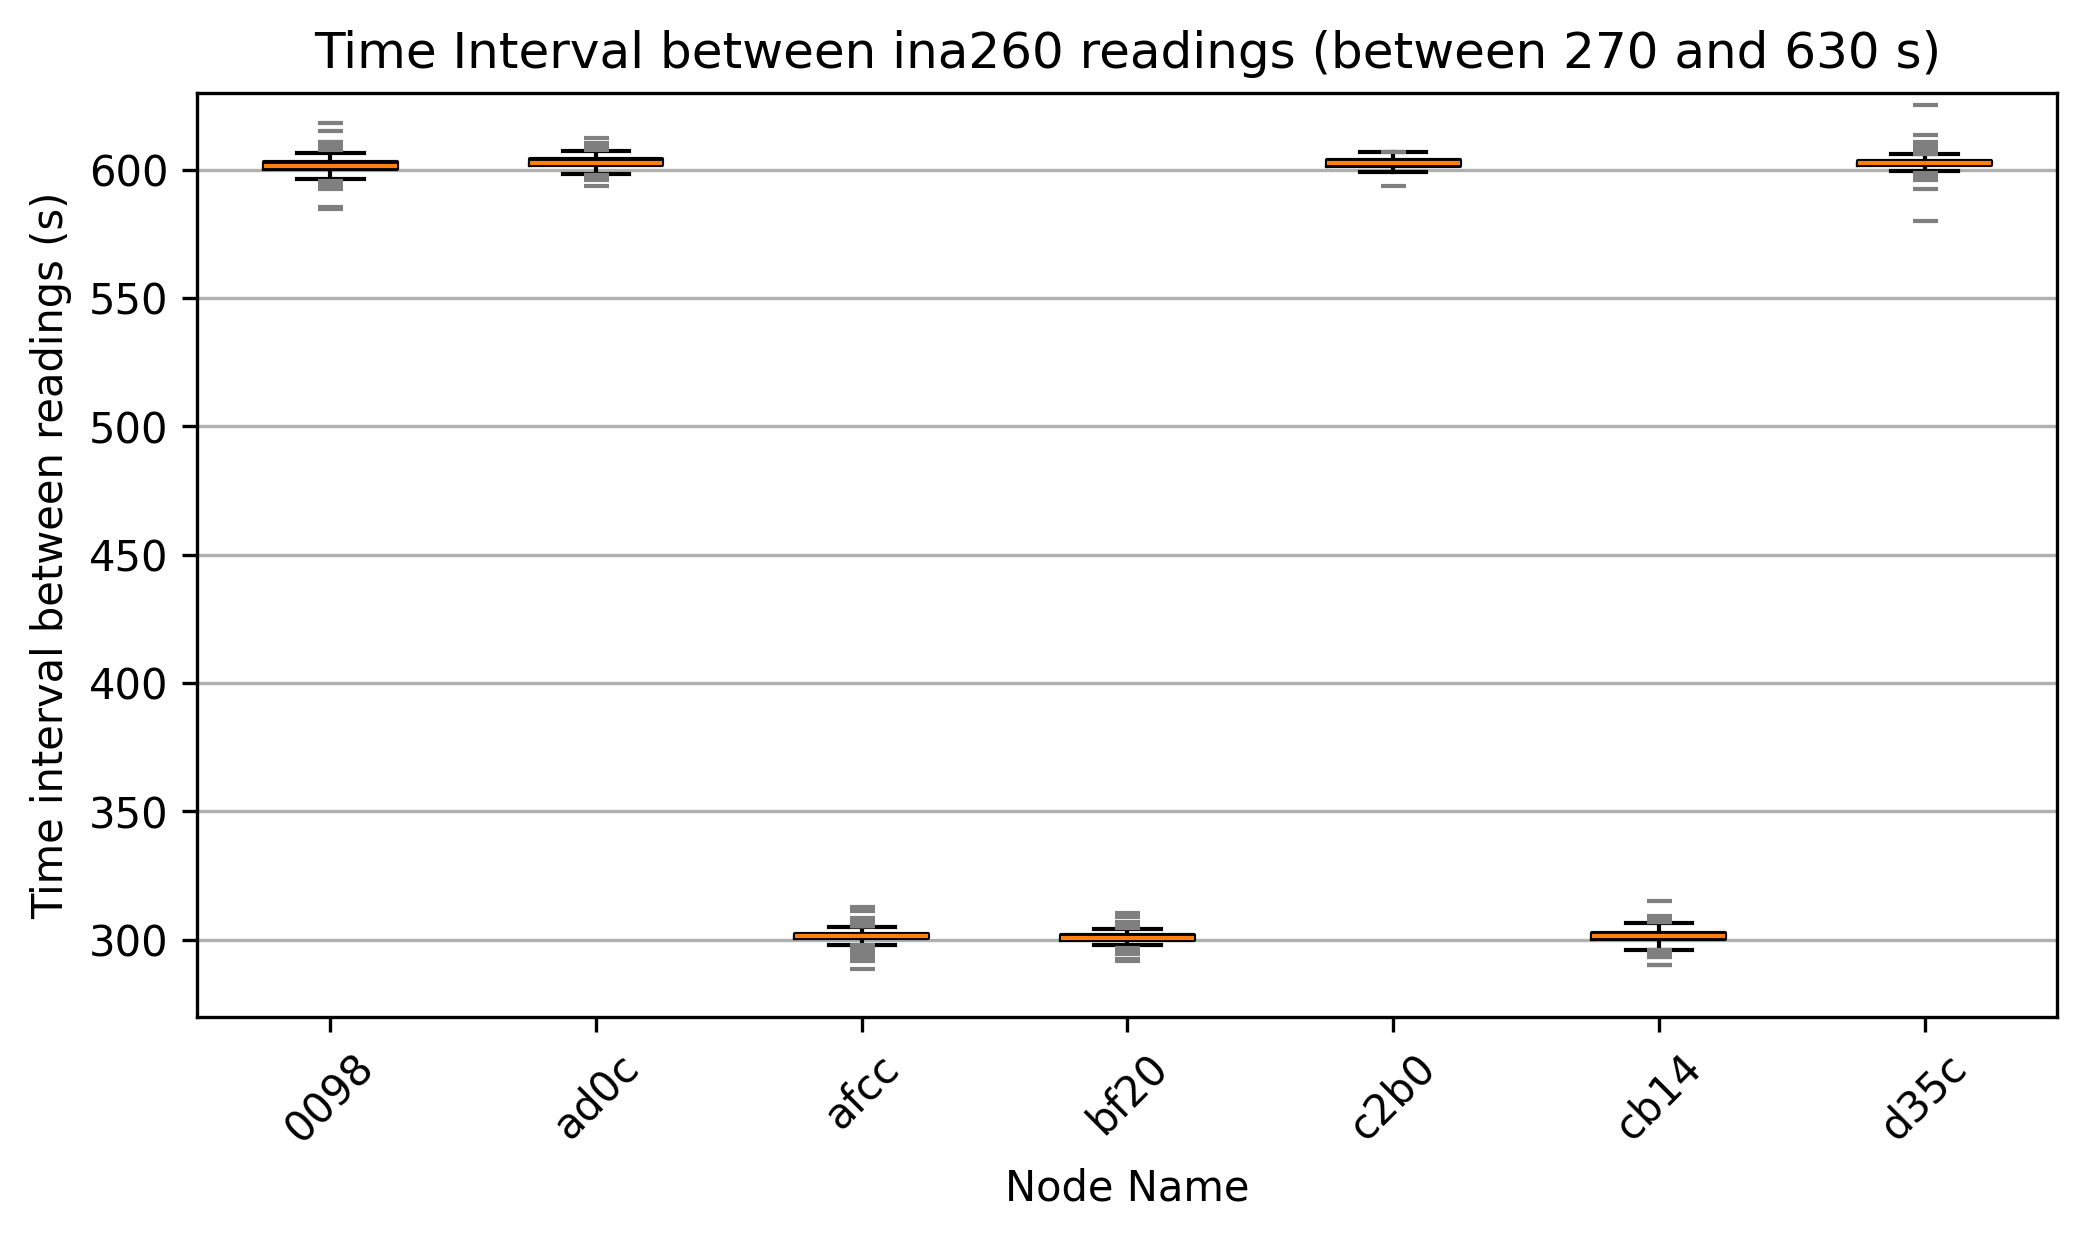 Time Interval between ina260 readings (between 270 and 630 s)
Time interval between readings (s)
600
550
500
450
400
350
300
0098
ad0c
afcc
bf20
c2b0
cb14
d35c
Node Name